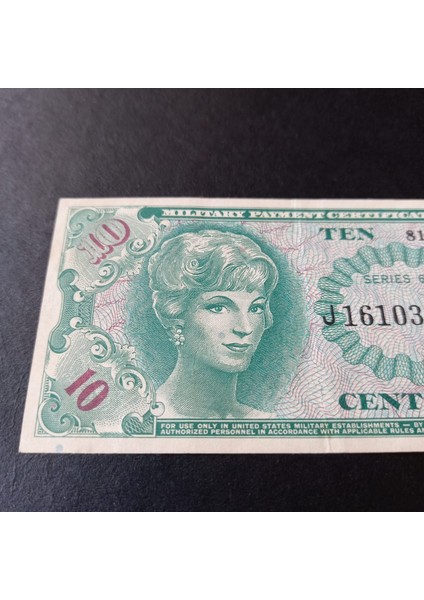 MILITARY PAYMENT CERTIFICATE
10
TEN 81
SERIES 6
J16103
10
CENT
FOR USE ONLY IN UNITED STATES MILITARY ESTABLISHMENTS — BY
AUTHORIZED PERSONNEL IN ACCORDANCE WITH APPLICABLE RULES AN